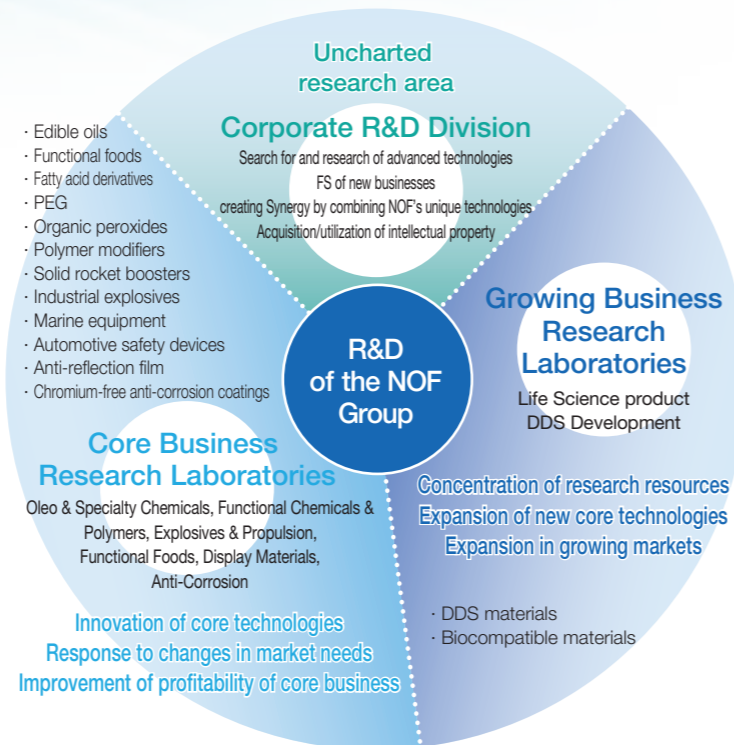 Uncharted
research area
Corporate R&D Division
Search for and research of advanced technologies
FS of new businesses
creating Synergy by combining NOF's unique technologies
Acquisition/utilization of intellectual property
· Edible oils
· Functional foods
· Fatty acid derivatives
· PEG
· Organic peroxides
· Polymer modifiers
· Solid rocket boosters
· Industrial explosives
· Marine equipment
· Automotive safety devices
· Anti-reflection film
· Chromium-free anti-corrosion coatings
R&D
of the NOF
Group
Growing Business
Research
Laboratories
Life Science product
DDS Development
Concentration of research resources
Expansion of new core technologies
Expansion in growing markets
· DDS materials
· Biocompatible materials
Core Business
Research Laboratories
Oleo & Specialty Chemicals, Functional Chemicals &
Polymers, Explosives & Propulsion,
Functional Foods, Display Materials,
Anti-Corrosion
Innovation of core technologies
Response to changes in market needs
Improvement of profitability of core business